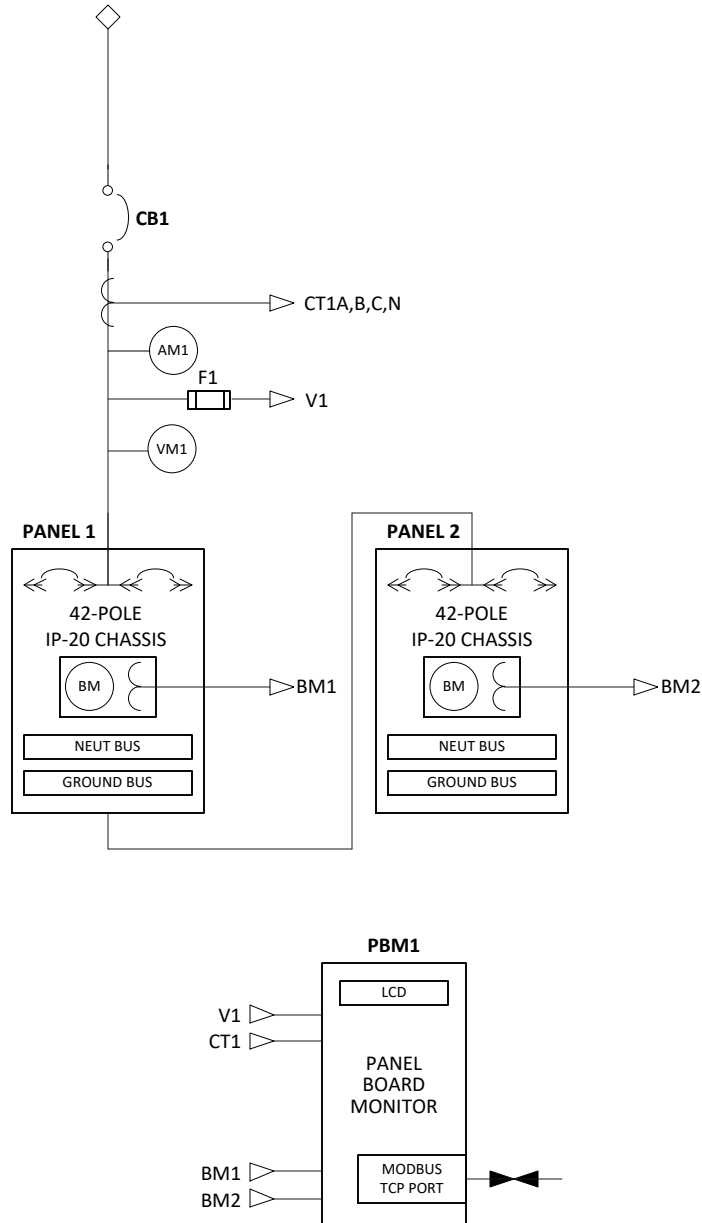 CB1
CT1A,B,C,N
AM1
F1
V1
VM1
PANEL 1
42-POLE
IP-20 CHASSIS
BM
BM1
NEUT BUS
GROUND BUS
PANEL 2
42-POLE
IP-20 CHASSIS
BM
BM2
NEUT BUS
GROUND BUS
PBM1
LCD
V1
CT1
PANEL
BOARD
MONITOR
BM1
BM2
MODBUS
TCP PORT